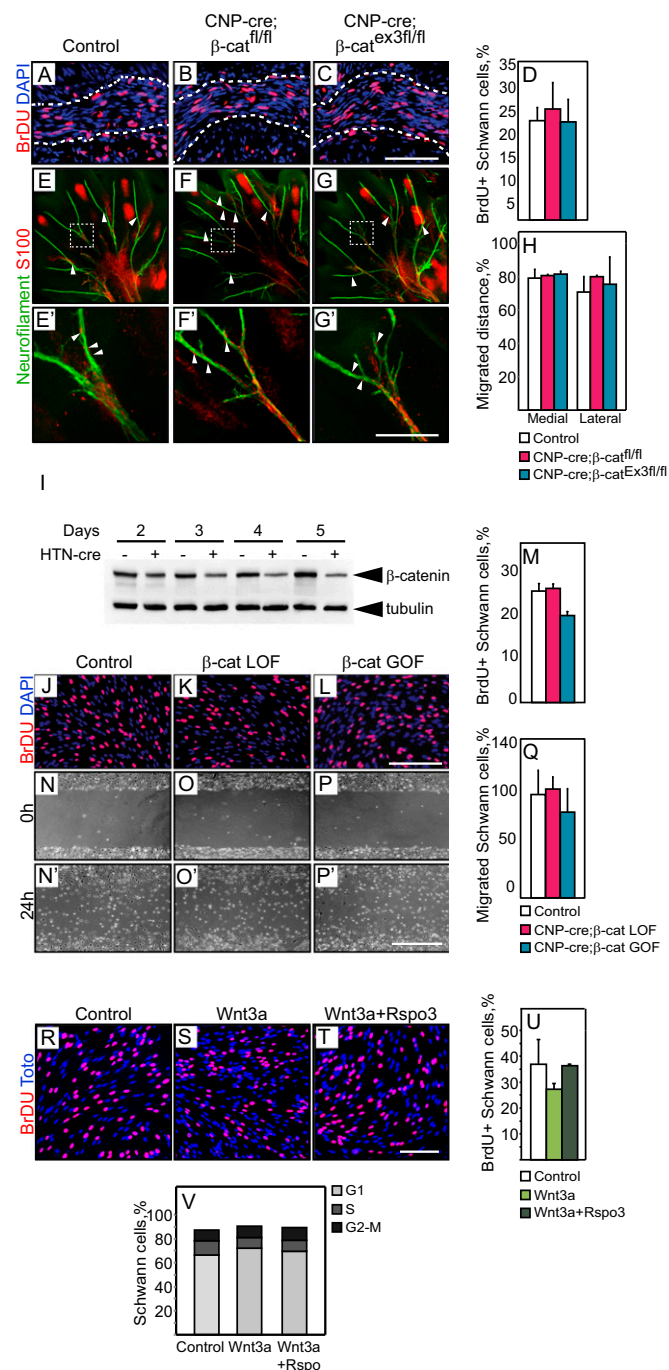 Control
CNP-cre;
β-cat fl/fl
CNP-cre;
β-cat ex3fl/fl
BrDU DAPI
A
B
C
D
BrdU+ Schwann cells,%
35
30
25
20
15
10
5
Neurofilament S100
E
F
G
E'
F'
G'
H
Migrated distance,%
100
80
60
40
20
Medial Lateral
Control
CNP-cre;β-cat fl/fl
CNP-cre;β-cat Ex3fl/fl
I
Days 2 3 4 5
HTN-cre - + - + - + - +
β-catenin
tubulin
Control
β-cat LOF
β-cat GOF
BrDU DAPI
J
K
L
M
BrdU+ Schwann cells,%
30
20
10
0
0h
N
O
P
24h
N'
O'
P'
Q
Migrated Schwann cells,%
140
100
50
0
Control
CNP-cre;β-cat LOF
CNP-cre;β-cat GOF
Control
Wnt3a
Wnt3a+Rspo3
BrDU Toto
R
S
T
U
BrdU+ Schwann cells,%
50
40
30
20
10
Control
Wnt3a
Wnt3a+Rspo3
V
Schwann cells,%
100
80
60
40
20
G1
S
G2-M
Control Wnt3a Wnt3a
+Rspo